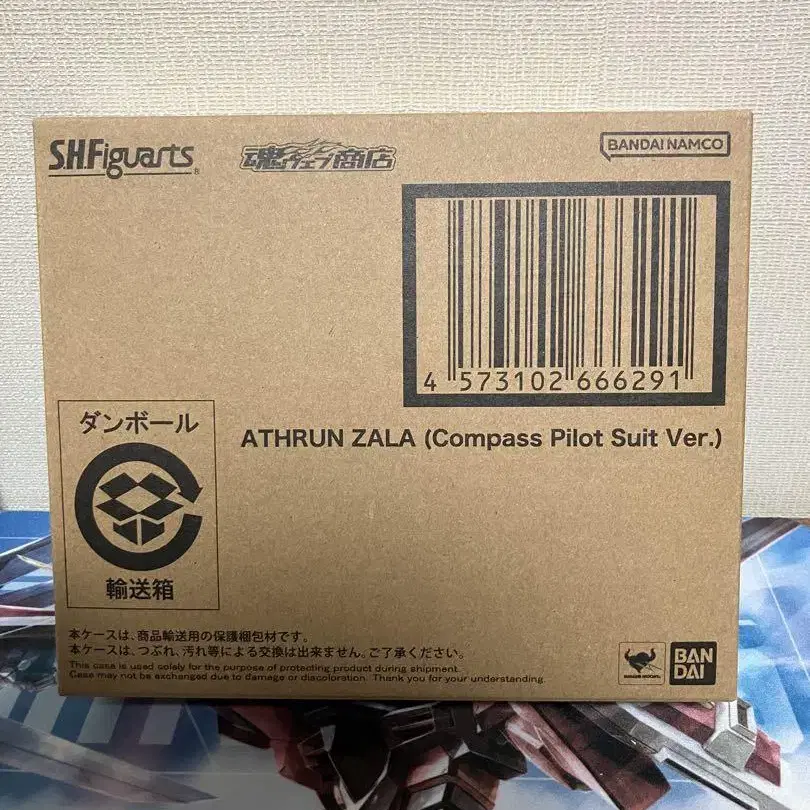 S.H.Figuarts
魂ウェブ商店
BANDAI NAMCO
4 573102 666291
ATHRUN ZALA (Compass Pilot Suit Ver.)
ダンボール
輸送箱
本ケースは、商品輸送用の保護梱包材です。
本ケースは、つぶれ、汚れ等による交換は出来ません。ご了承ください。
This case is used solely for the purpose of protecting product during shipment.
Case may not be exchanged due to damage or discoloration. Thank you for your understanding.
BAN
DAI